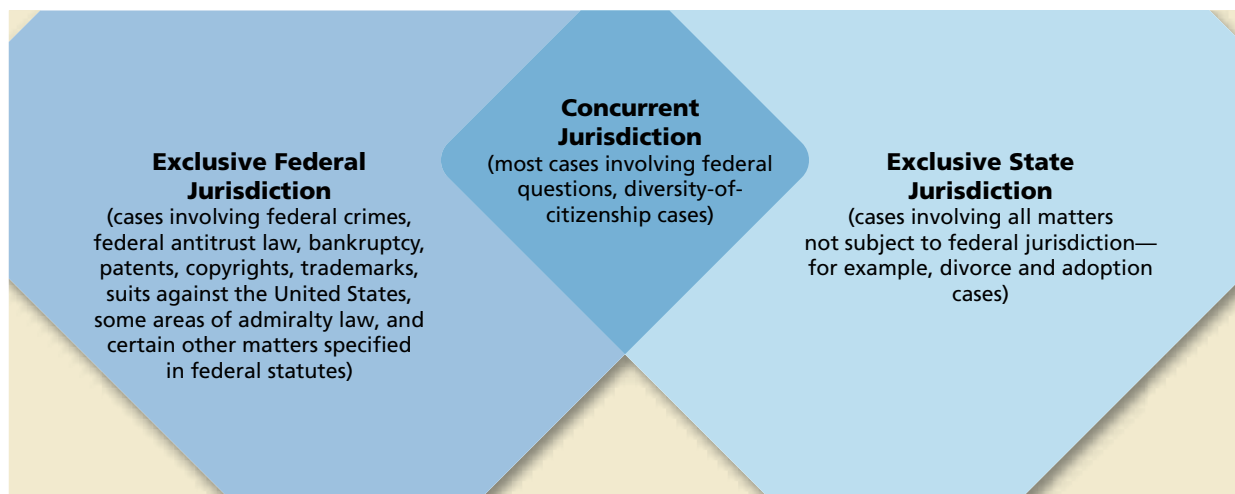 Exclusive Federal
Jurisdiction
(cases involving federal crimes,
federal antitrust law, bankruptcy,
patents, copyrights, trademarks,
suits against the United States,
some areas of admiralty law, and
certain other matters specified
in federal statutes)
Concurrent
Jurisdiction
(most cases involving federal
questions, diversity-of-
citizenship cases)
Exclusive State
Jurisdiction
(cases involving all matters
not subject to federal jurisdiction—
for example, divorce and adoption
cases)